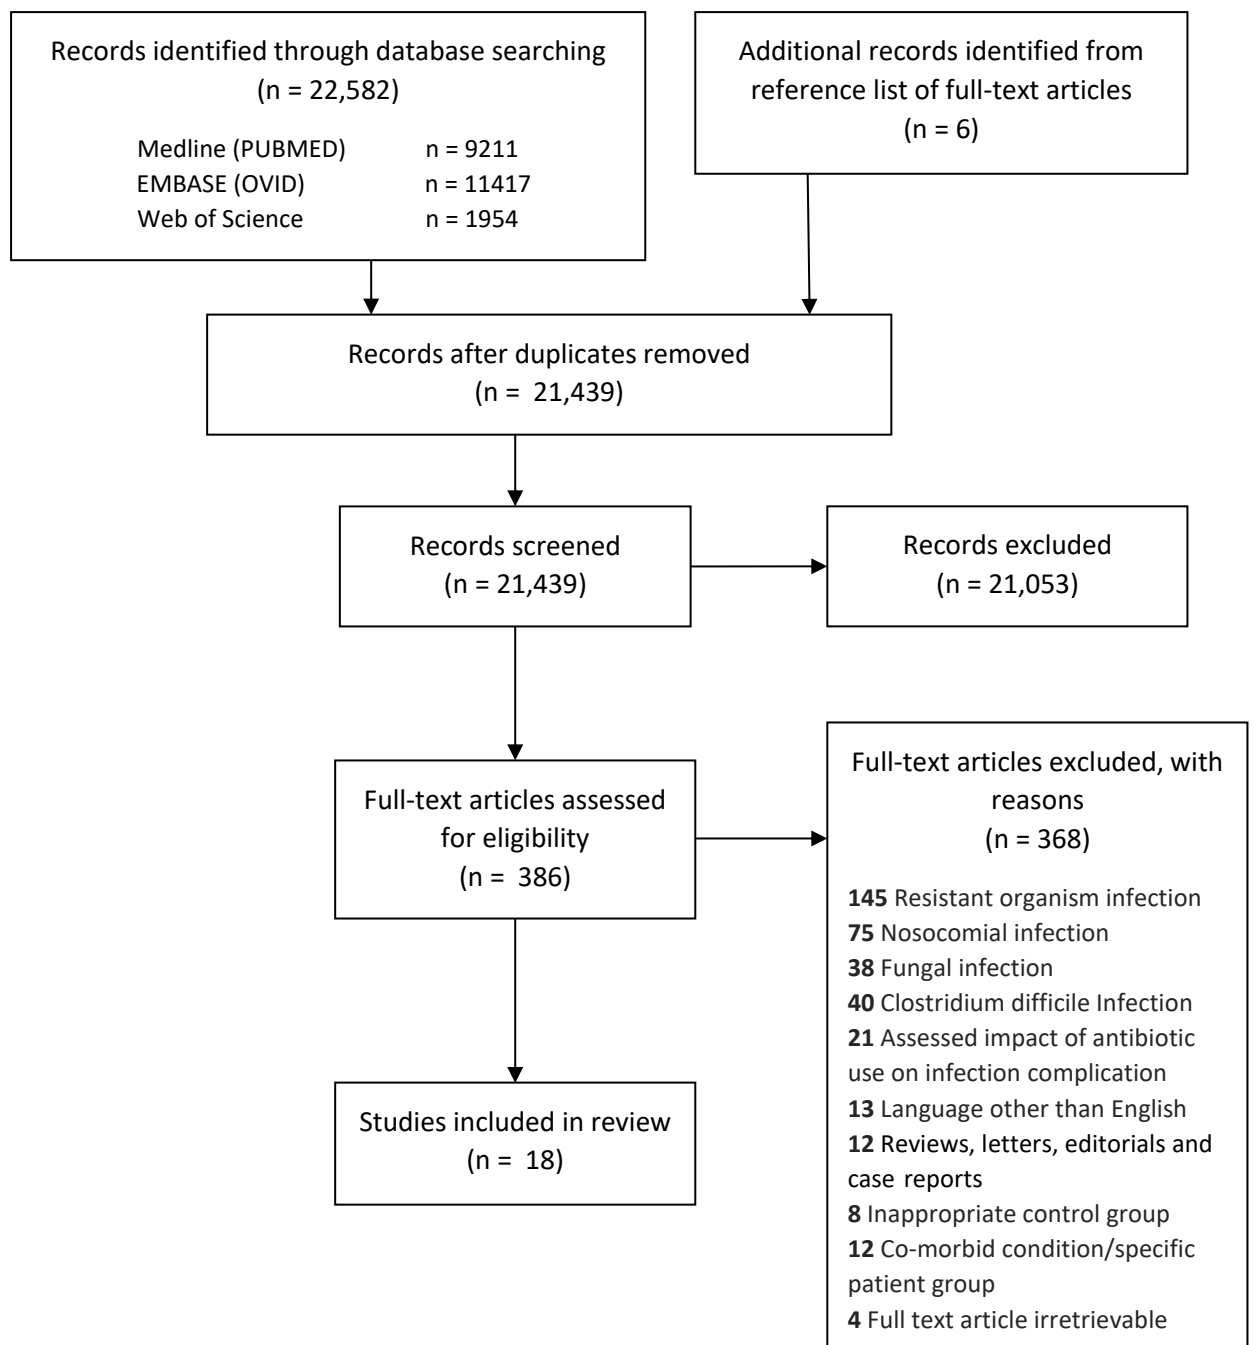 Records identified through database searching
(n = 22,582)
Medline (PUBMED) n = 9211
EMBASE (OVID) n = 11417
Web of Science n = 1954
Additional records identified from
reference list of full-text articles
(n = 6)
Records after duplicates removed
(n = 21,439)
Records screened
(n = 21,439)
Records excluded
(n = 21,053)
Full-text articles assessed
for eligibility
(n = 386)
Full-text articles excluded, with
reasons
(n = 368)
145 Resistant organism infection
75 Nosocomial infection
38 Fungal infection
40 Clostridium difficile Infection
21 Assessed impact of antibiotic
use on infection complication
13 Language other than English
12 Reviews, letters, editorials and
case reports
8 Inappropriate control group
12 Co-morbid condition/specific
patient group
4 Full text article irretrievable
Studies included in review
(n = 18)